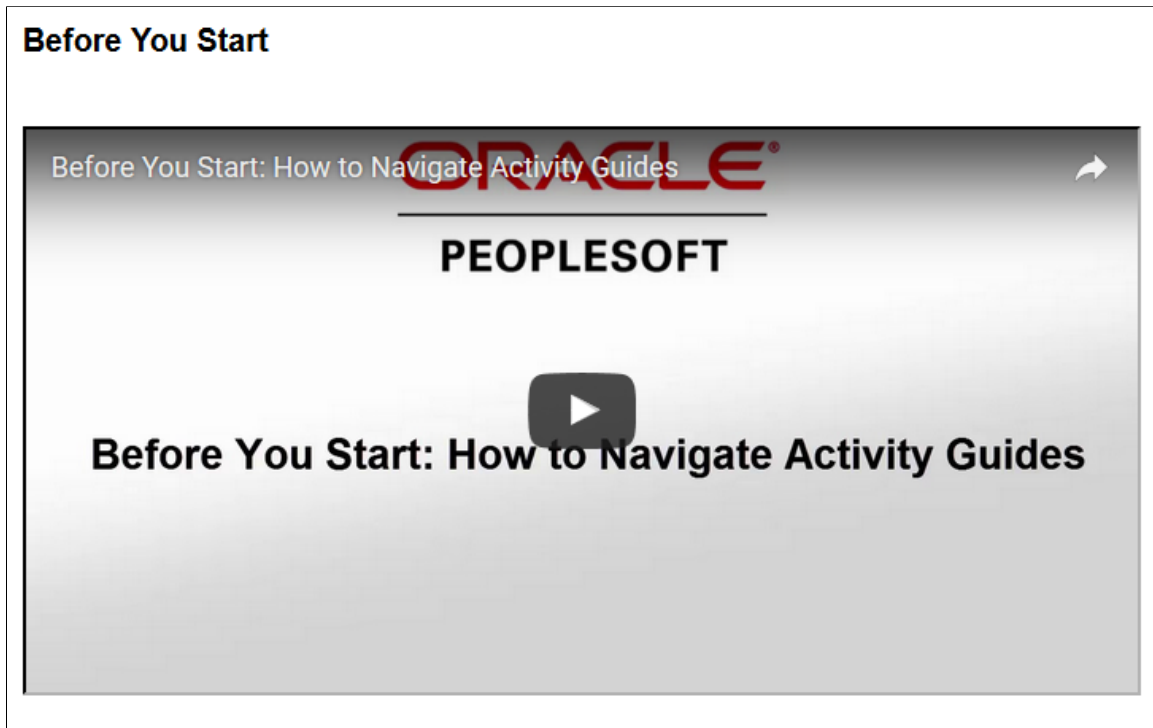 Before You Start
Before You Start: How to Navigate Activity Guides
ORACLE®
PEOPLESOFT
Before You Start: How to Navigate Activity Guides